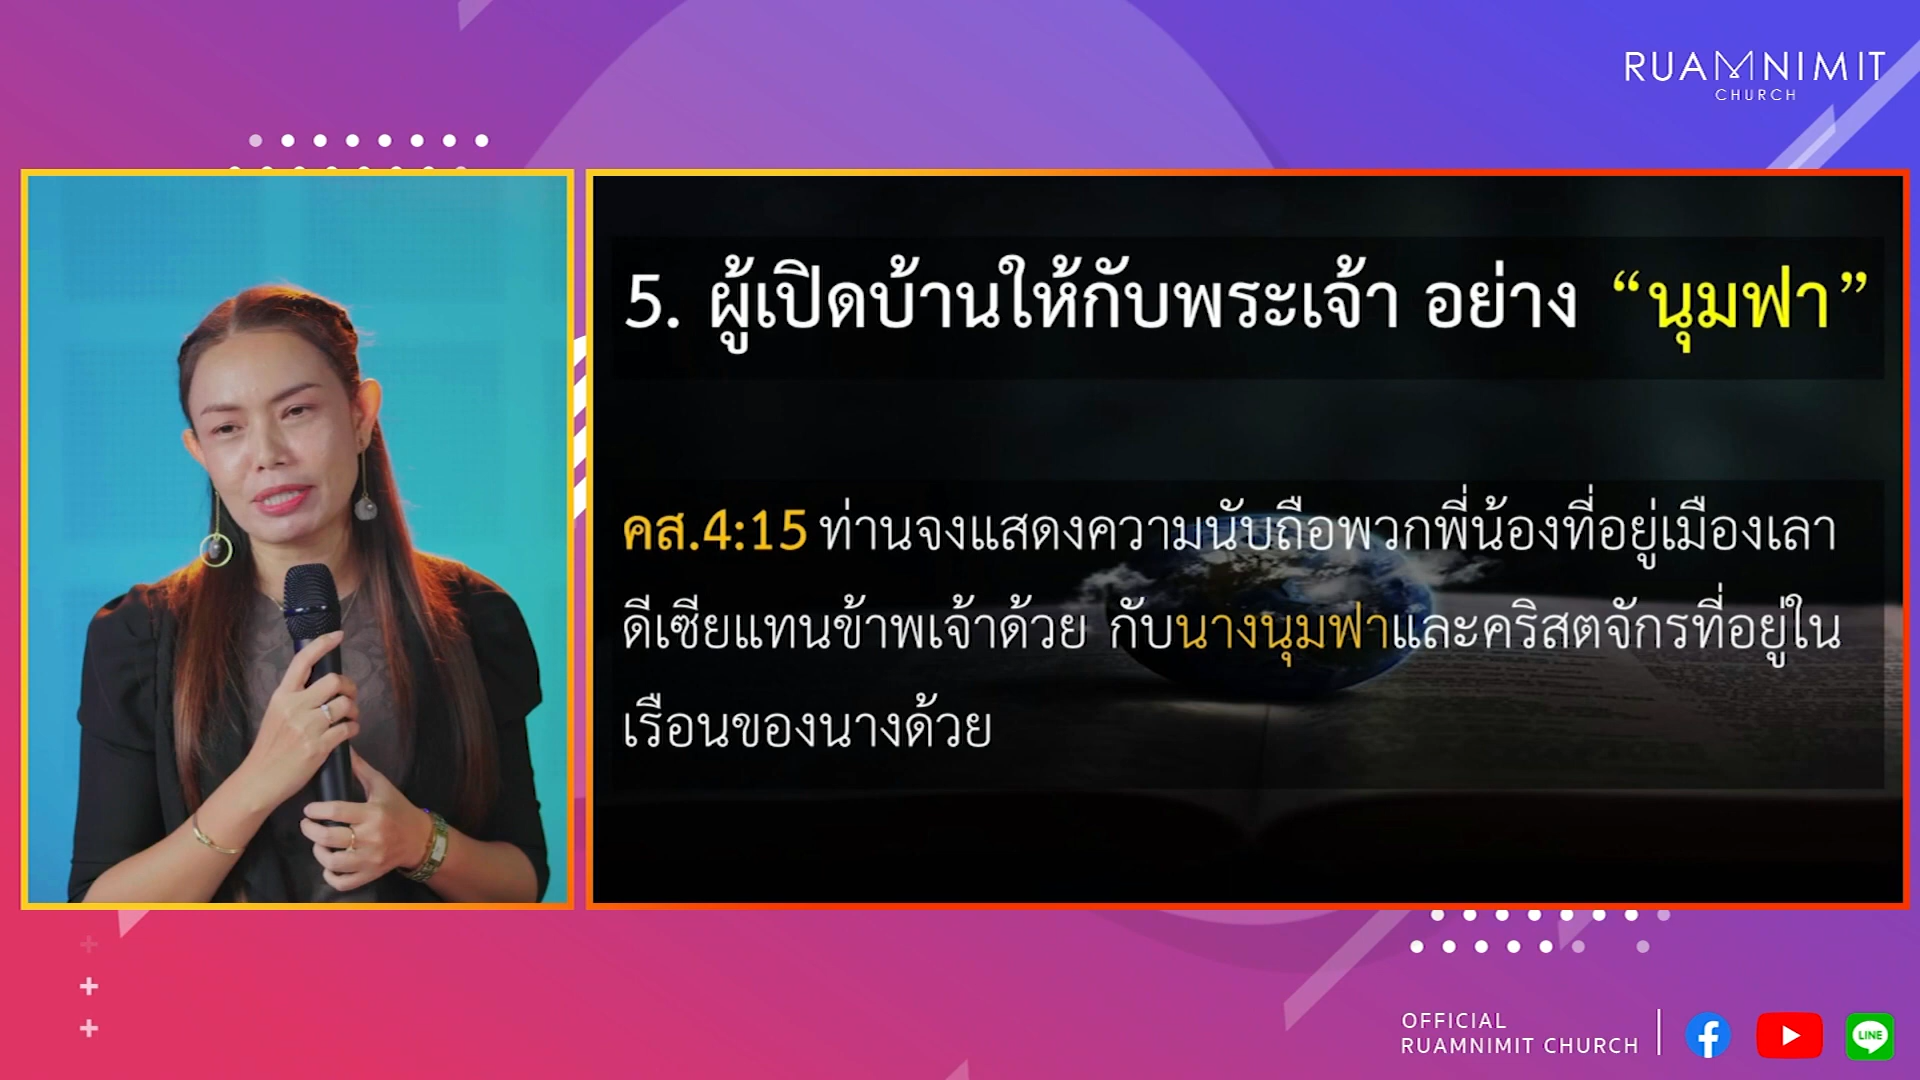 RUAMNIMIT
CHURCH
5. ผู้เปิดบ้านให้กับพระเจ้า อย่าง “นุมฟา”
คส.4:15 ท่านจงแสดงความนับถือพวกพี่น้องที่อยู่เมืองเลา
ดีเซียแทนข้าพเจ้าด้วย กับนางนุมฟาและคริสตจักรที่อยู่ใน
เรือนของนางด้วย
OFFICIAL
RUAMNIMIT CHURCH
LINE